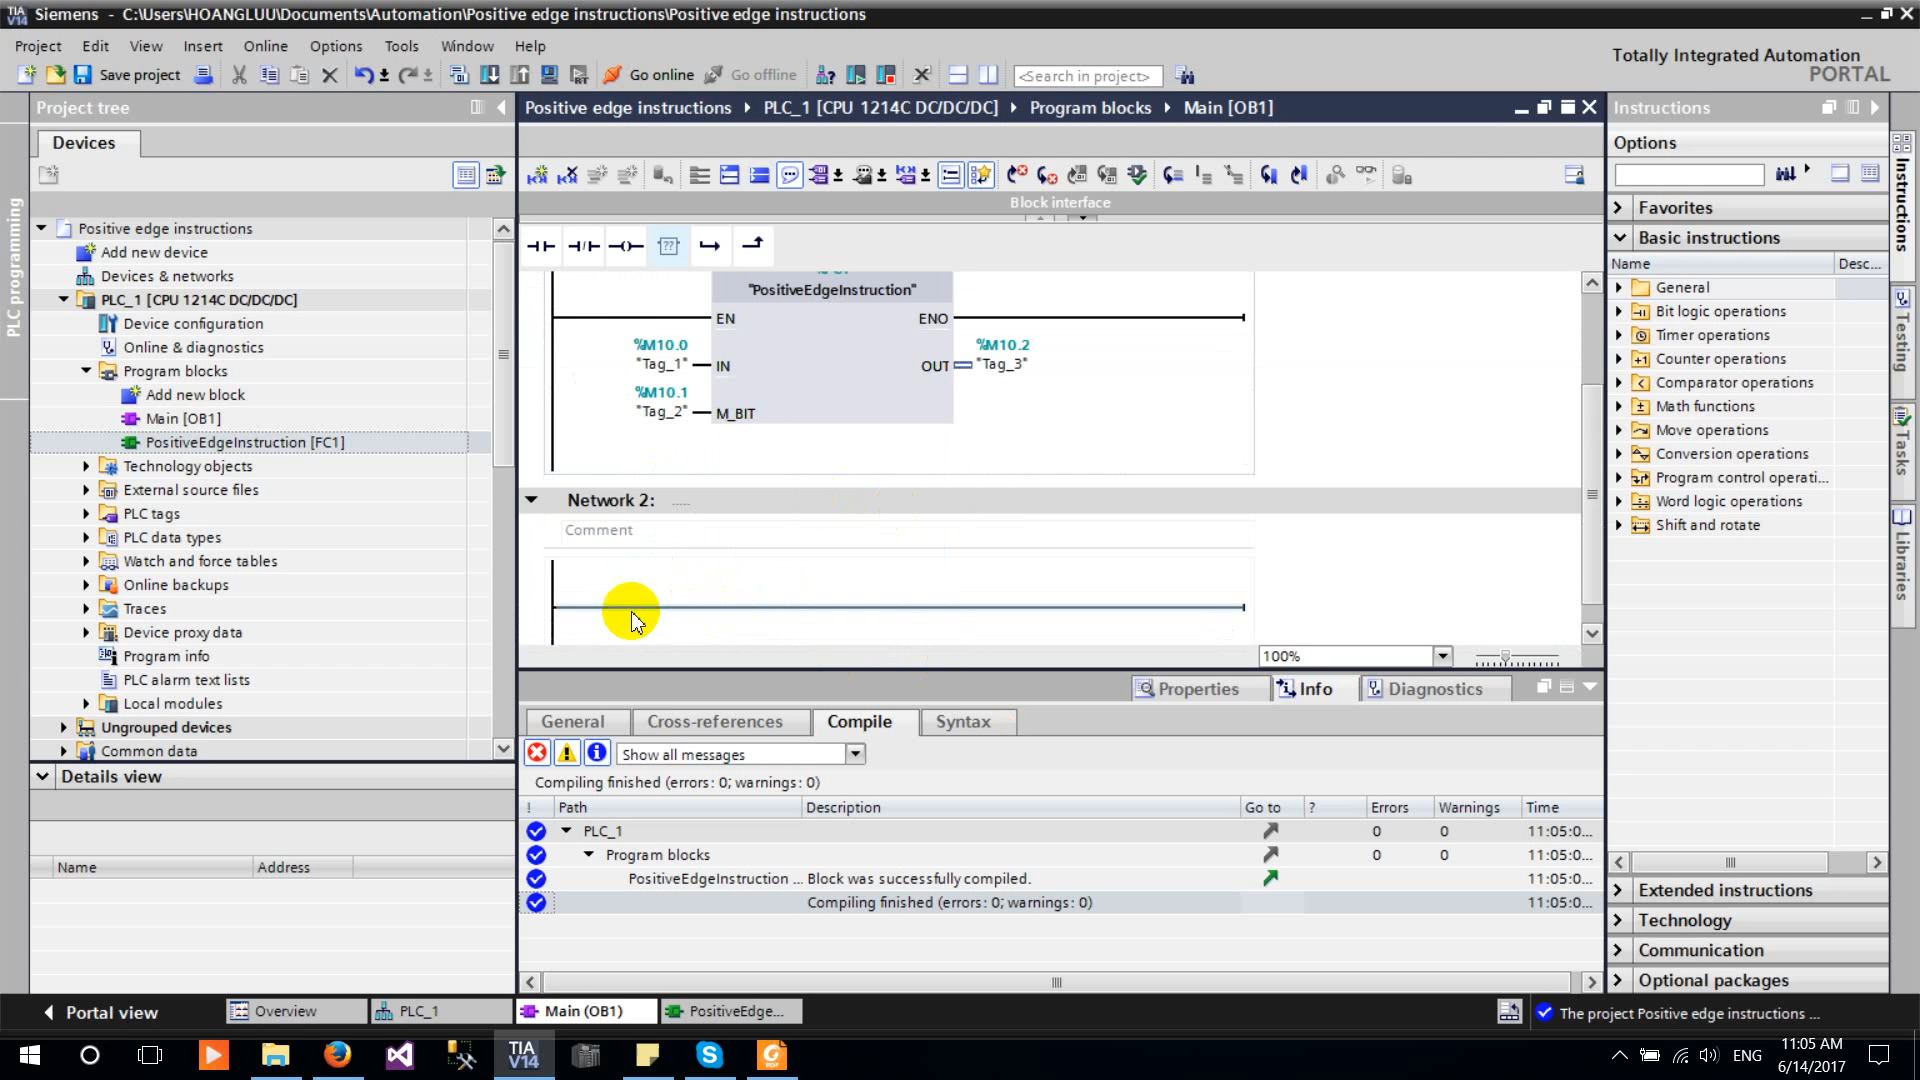 TIA V14 Siemens - C:\Users\HOANGLUU\Documents\Automation\Positive edge instructions\Positive edge instructions
Project Edit View Insert Online Options Tools Window Help
Totally Integrated Automation
PORTAL
Save project Go online Go offline <Search in project>
Project tree
Positive edge instructions PLC_1 [CPU 1214C DC/DC/DC] Program blocks Main [OB1]
Instructions
Devices
Options
Block interface
PLC programming
Positive edge instructions
Add new device
Devices & networks
PLC_1 [CPU 1214C DC/DC/DC]
Device configuration
Online & diagnostics
Program blocks
Add new block
Main [OB1]
PositiveEdgeInstruction [FC1]
Technology objects
External source files
PLC tags
PLC data types
Watch and force tables
Online backups
Traces
Device proxy data
Program info
PLC alarm text lists
Local modules
Ungrouped devices
Common data
Details view
Name Address
??
"PositiveEdgeInstruction"
EN ENO
%M10.0 %M10.2
"Tag_1" IN OUT "Tag_3"
%M10.1
"Tag_2" M_BIT
Network 2: .....
Comment
100%
Properties Info Diagnostics
General Cross-references Compile Syntax
Show all messages
Compiling finished (errors: 0; warnings: 0)
! Path Description Go to ? Errors Warnings Time
PLC_1 0 0 11:05:0...
Program blocks 0 0 11:05:0...
PositiveEdgeInstruction ... Block was successfully compiled. 11:05:0...
Compiling finished (errors: 0; warnings: 0) 11:05:0...
Favorites
Basic instructions
Name Desc...
General
Bit logic operations
Timer operations
Counter operations
Comparator operations
Math functions
Move operations
Conversion operations
Program control operati...
Word logic operations
Shift and rotate
Extended instructions
Technology
Communication
Optional packages
Instructions
Testing
Tasks
Libraries
Portal view Overview PLC_1 Main (OB1) PositiveEdge... The project Positive edge instructions ...
TIA V14
ENG
11:05 AM
6/14/2017